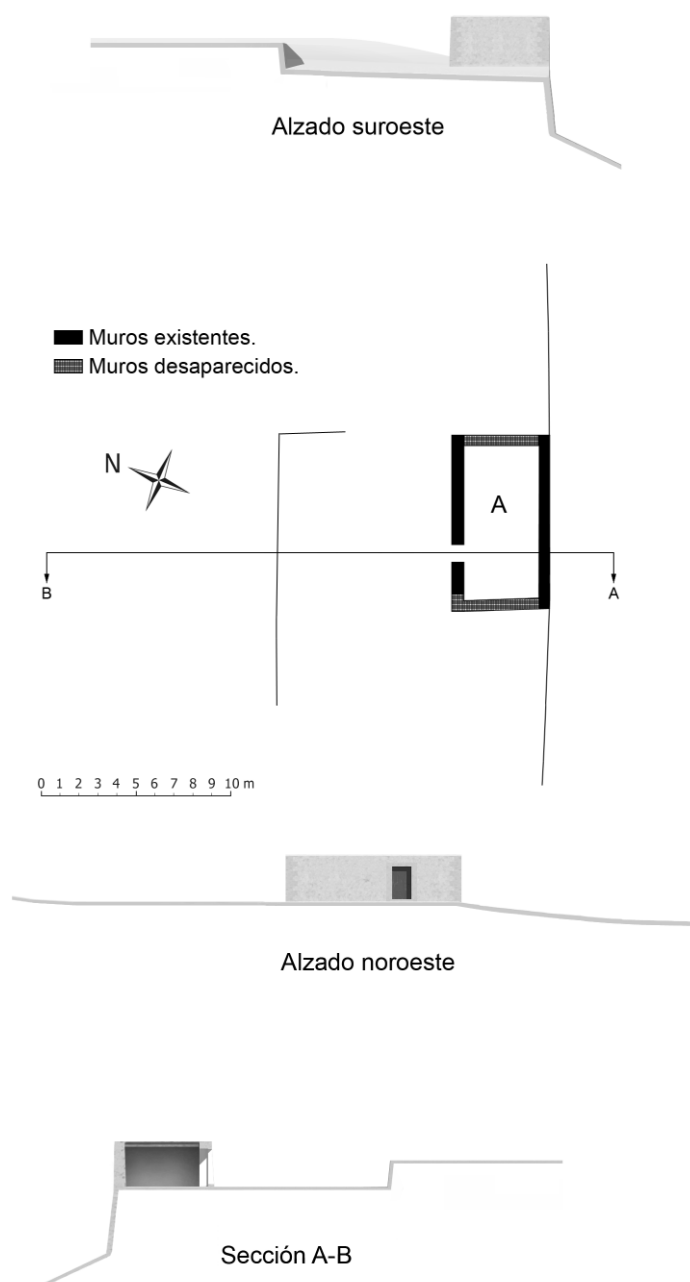 Alzado suroeste
Muros existentes.
Muros desaparecidos.
N
A
B
A
0 1 2 3 4 5 6 7 8 9 10 m
Alzado noroeste
Sección A-B